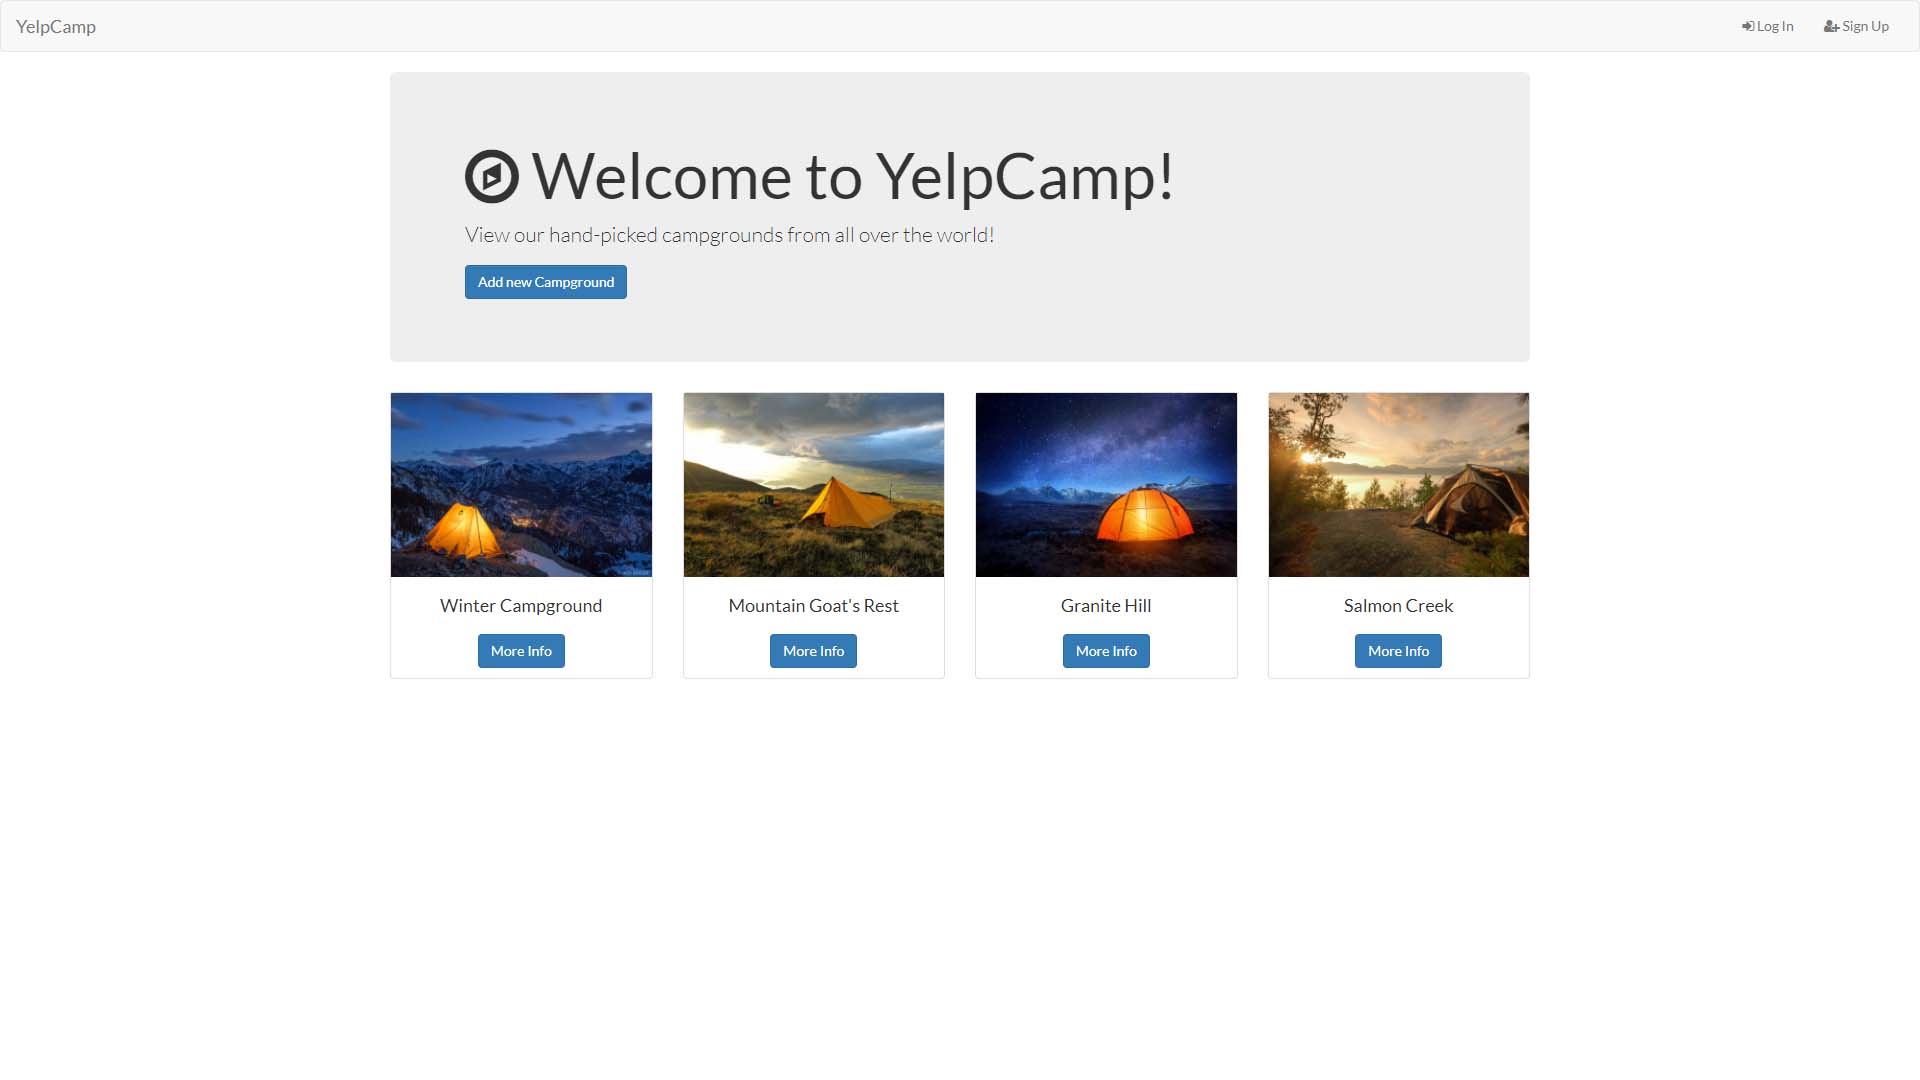 YelpCamp
Log In
Sign Up
Welcome to YelpCamp!
View our hand-picked campgrounds from all over the world!
Add new Campground
Winter Campground
More Info
Mountain Goat's Rest
More Info
Granite Hill
More Info
Salmon Creek
More Info